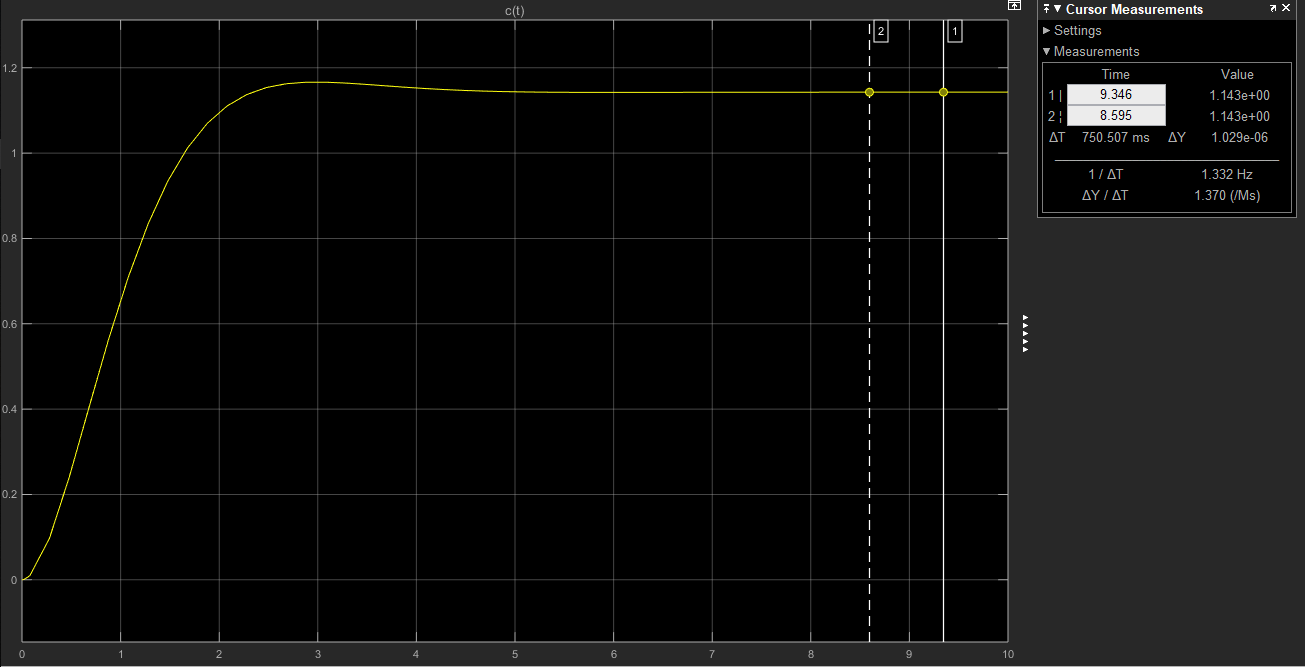 c(t)
1.2
1
0.8
0.6
0.4
0.2
0
0 1 2 3 4 5 6 7 8 9 10
2 1
Cursor Measurements
Settings
Measurements
Time Value
1 | 9.346 1.143e+00
2 ¦ 8.595 1.143e+00
ΔT 750.507 ms ΔY 1.029e-06
1 / ΔT 1.332 Hz
ΔY / ΔT 1.370 (/Ms)